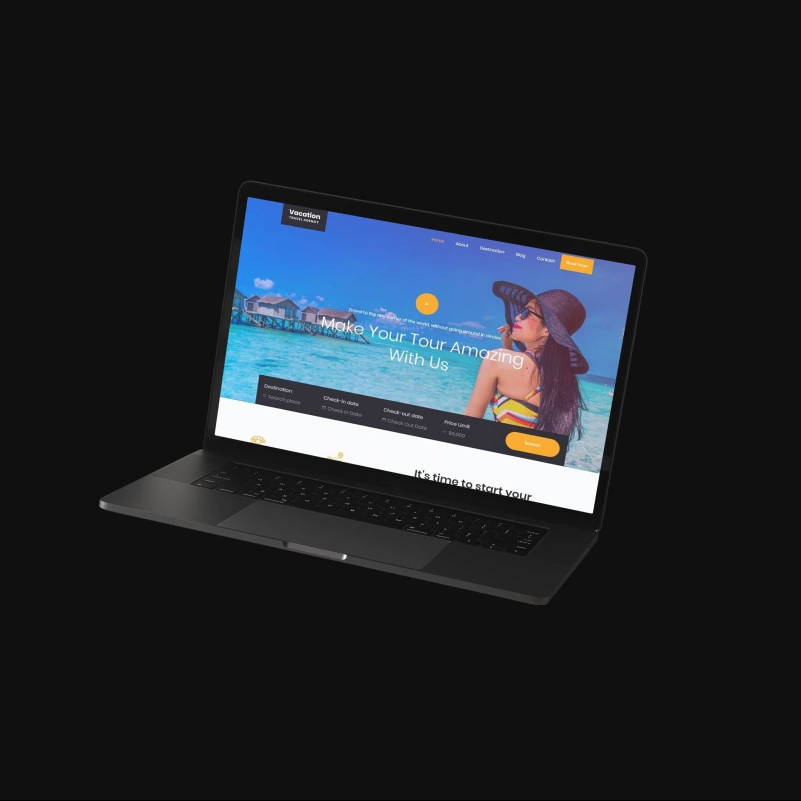 Vacation
TRAVEL AGENCY
Home About Destination Blog Contact Book Now
Travel to the any corner of the world, without going around in circles
Make Your Tour Amazing
With Us
Destination Check-in date Check-out date Price Limit
Search place Check in Date Check Out Date $0,000 Search
It's time to start your